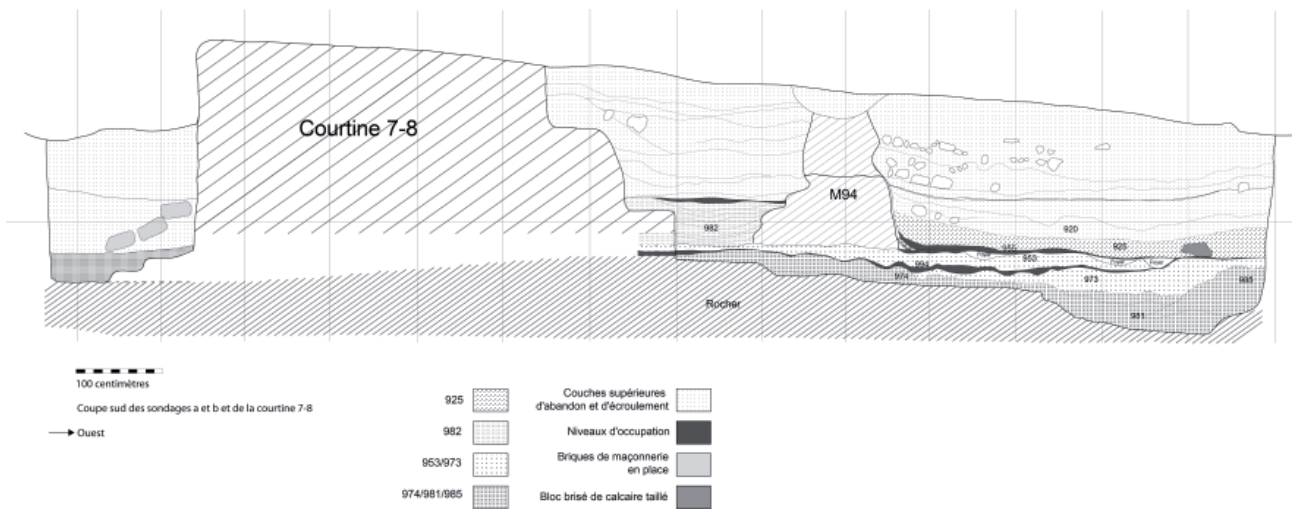 Courtine 7-8
M94
982
920
925
955
953
994
974
973
981
Rocher
100 centimètres
Coupe sud des sondages a et b et de la courtine 7-8
Ouest
925
982
953/973
974/981/985
Couches supérieures
d'abandon et d'écroulement
Niveaux d'occupation
Briques de maçonnerie
en place
Bloc brisé de calcaire taillé